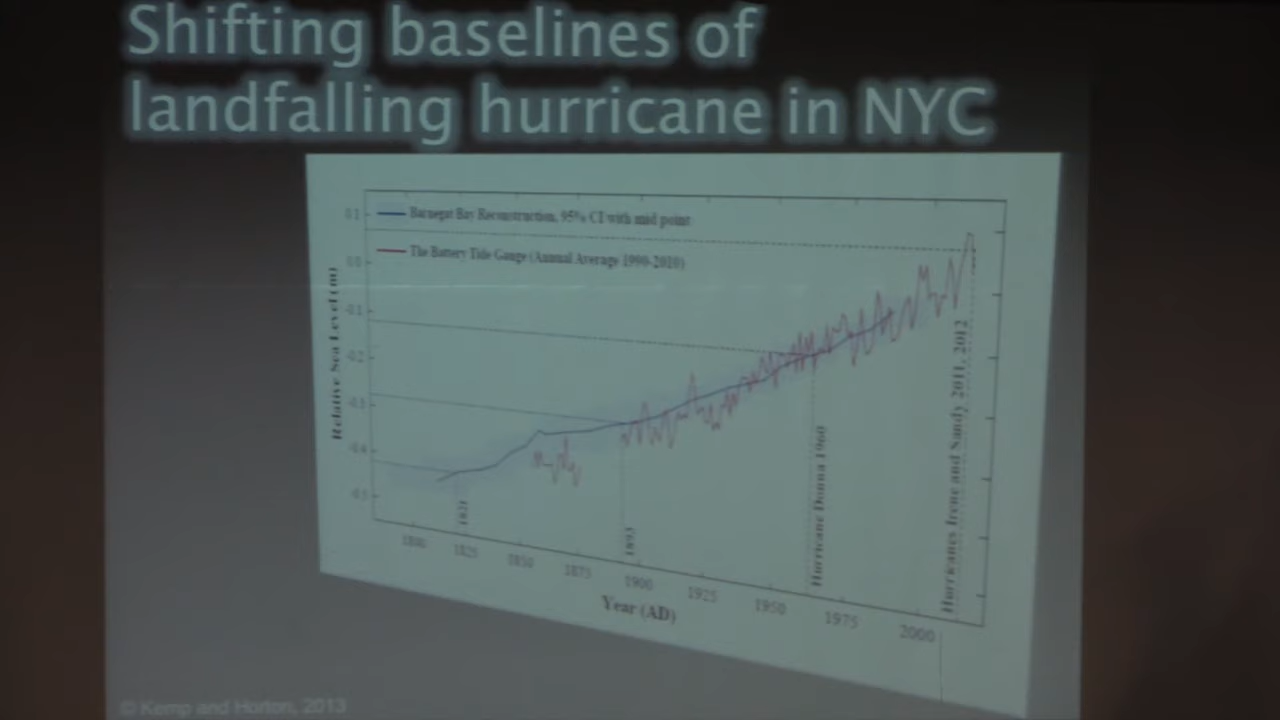 Shifting baselines of
landfalling hurricane in NYC
Barnegat Bay Reconstruction, 95% CI with mid point
The Battery Tide Gauge (Annual Average 1990-2010)
Relative Sea Level (m)
0.1
0.0
-0.1
-0.2
-0.3
-0.4
-0.5
1821
1893
Hurricane Donna 1960
Hurricanes Irene and Sandy 2011, 2012
1800 1825 1850 1875 1900 1925 1950 1975 2000
Year (AD)
© Kemp and Horton, 2013